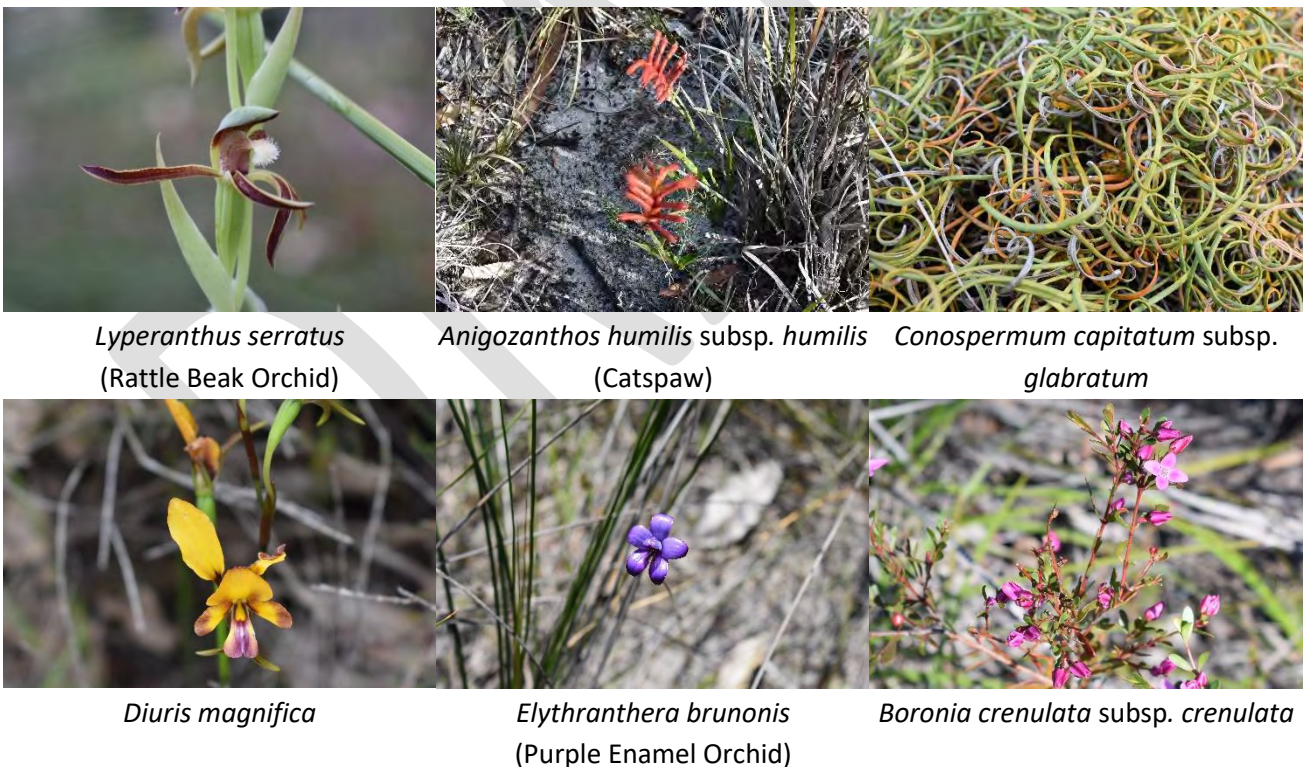 Lyperanthus serratus
(Rattle Beak Orchid)
Anigozanthos humilis subsp. humilis
(Catspaw)
Conospermum capitatum subsp.
glabratum
Diuris magnifica
Elythranthera brunonis
(Purple Enamel Orchid)
Boronia crenulata subsp. crenulata